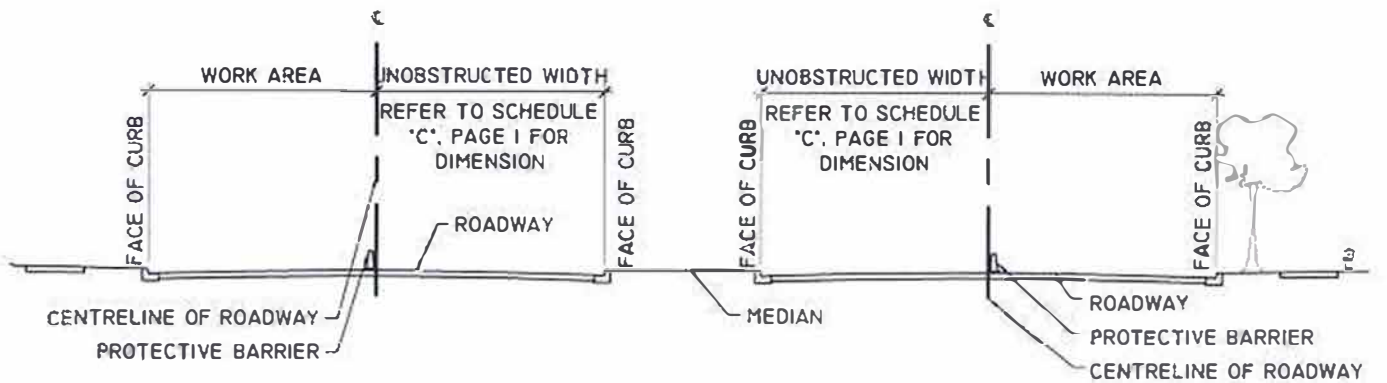 ℄
℄
WORK AREA
UNOBSTRUCTED WIDTH
UNOBSTRUCTED WIDTH
WORK AREA
REFER TO SCHEDULE
"C", PAGE 1 FOR
DIMENSION
REFER TO SCHEDULE
"C", PAGE 1 FOR
DIMENSION
FACE OF CURB
FACE OF CURB
FACE OF CURB
FACE OF CURB
ROADWAY
CENTRELINE OF ROADWAY
PROTECTIVE BARRIER
MEDIAN
ROADWAY
PROTECTIVE BARRIER
CENTRELINE OF ROADWAY